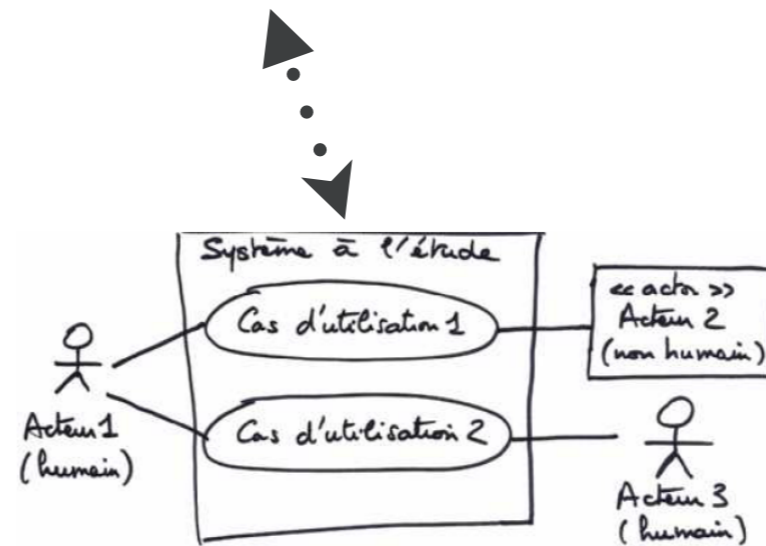 Système à l'étude
Cas d'utilisation 1
<< actor >>
Acteur 2
(non humain)
Acteur 1
(humain)
Cas d'utilisation 2
Acteur 3
(humain)